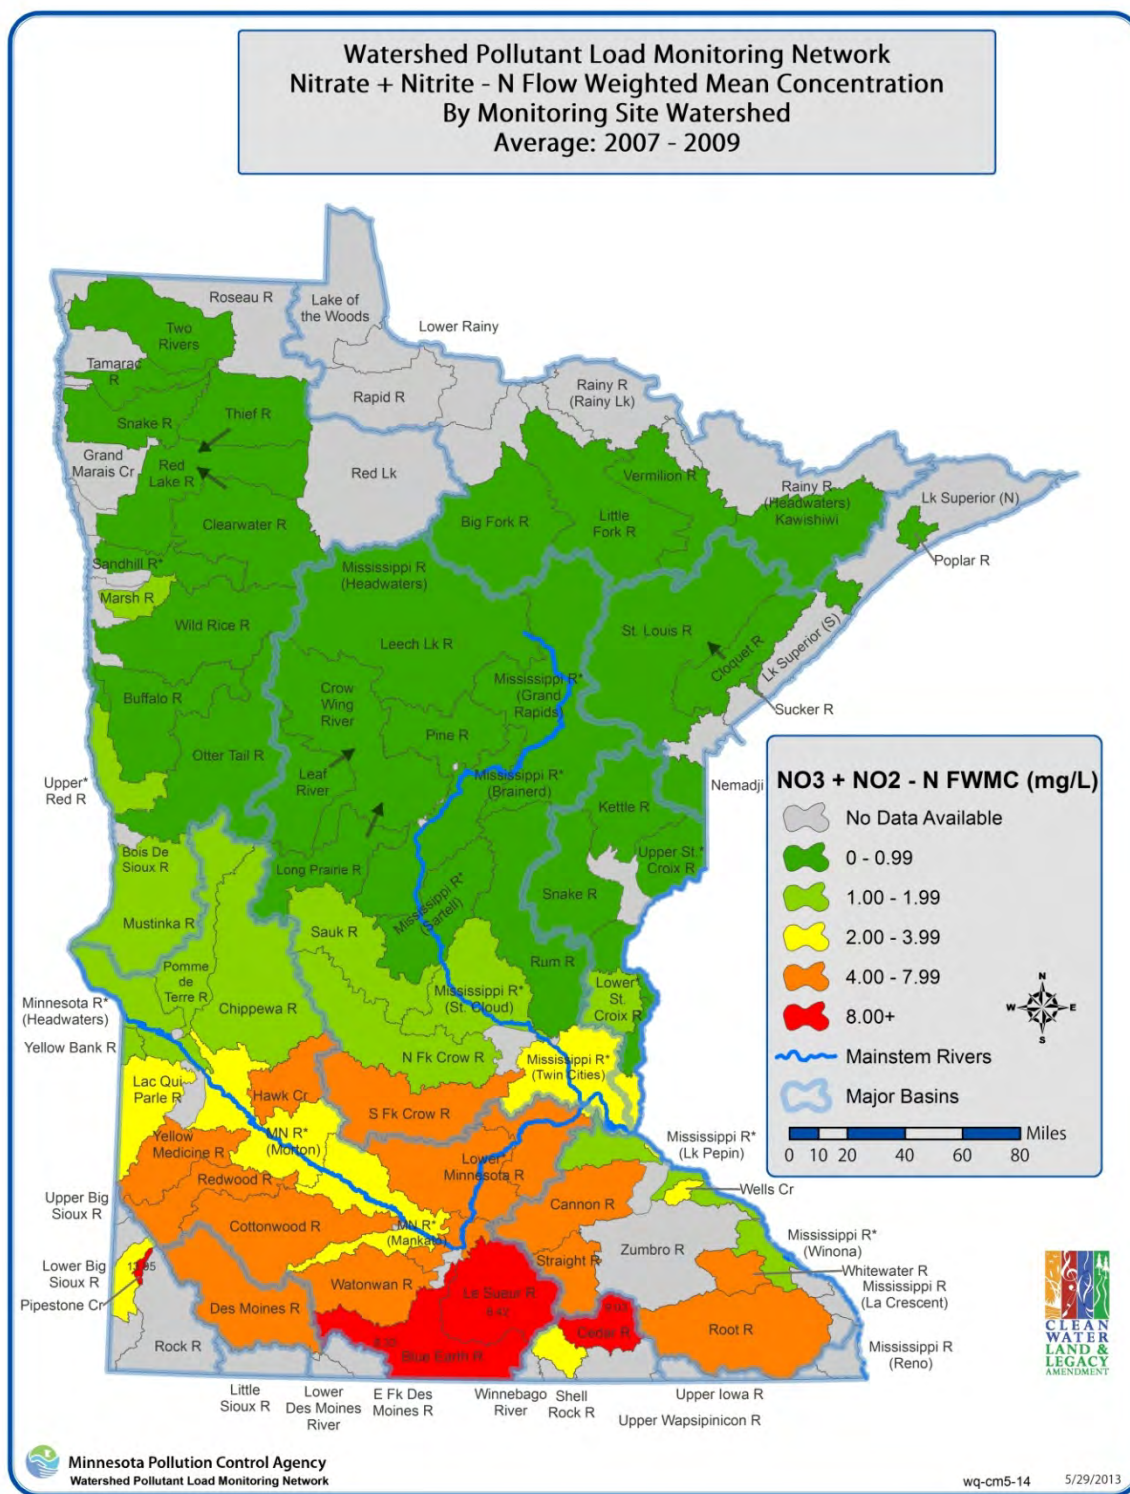 Watershed Pollutant Load Monitoring Network
Nitrate + Nitrite - N Flow Weighted Mean Concentration
By Monitoring Site Watershed
Average: 2007 - 2009
Roseau R
Lake of
the Woods
Lower Rainy
Two
Rivers
Tamarac
R
Rapid R
Rainy R
(Rainy Lk)
Snake R
Thief R
Grand
Marais Cr
Red
Lake R
Red Lk
Vermilion R
Rainy R
(Headwaters)
Kawishiwi
Lk Superior (N)
Clearwater R
Big Fork R
Little
Fork R
Poplar R
Sandhill R*
Mississippi R
(Headwaters)
Marsh R
Wild Rice R
Leech Lk R
St. Louis R
Cloquet R
Lk Superior (S)
Buffalo R
Crow
Wing
River
Mississippi R*
(Grand
Rapids)
Sucker R
Pine R
Otter Tail R
Upper*
Red R
Leaf
River
Mississippi R*
(Brainerd)
Nemadji
Kettle R
Bois De
Sioux R
Long Prairie R
Upper St.*
Croix R
Mustinka R
Mississippi R*
(Sartell)
Snake R
Sauk R
Rum R
Pomme
de
Terre R
Chippewa R
Mississippi R*
(St. Cloud)
Lower*
St.
Croix R
Minnesota R*
(Headwaters)
Yellow Bank R
N Fk Crow R
Mississippi R*
(Twin Cities)
Lac Qui
Parle R
Hawk Cr
S Fk Crow R
Yellow
Medicine R
MN R*
(Morton)
Lower
Minnesota R
Mississippi R*
(Lk Pepin)
Redwood R
Wells Cr
Upper Big
Sioux R
Cannon R
Cottonwood R
MN R*
(Mankato)
Zumbro R
Mississippi R*
(Winona)
Straight R
Whitewater R
Lower Big
Sioux R
Pipestone Cr
Watonwan R
Le Sueur R
Mississippi R
(La Crescent)
Des Moines R
Cedar R
Root R
Rock R
Blue Earth R
Mississippi R
(Reno)
Little
Sioux R
Lower
Des Moines
River
E Fk Des
Moines R
Winnebago
River
Shell
Rock R
Upper Iowa R
Upper Wapsipinicon R
NO3 + NO2 - N FWMC (mg/L)
No Data Available
0 - 0.99
1.00 - 1.99
2.00 - 3.99
4.00 - 7.99
8.00+
N
W E
S
Mainstem Rivers
Major Basins
Miles
0 10 20 40 60 80
CLEAN
WATER
LAND &
LEGACY
AMENDMENT
Minnesota Pollution Control Agency
Watershed Pollutant Load Monitoring Network
wq-cm5-14
5/29/2013